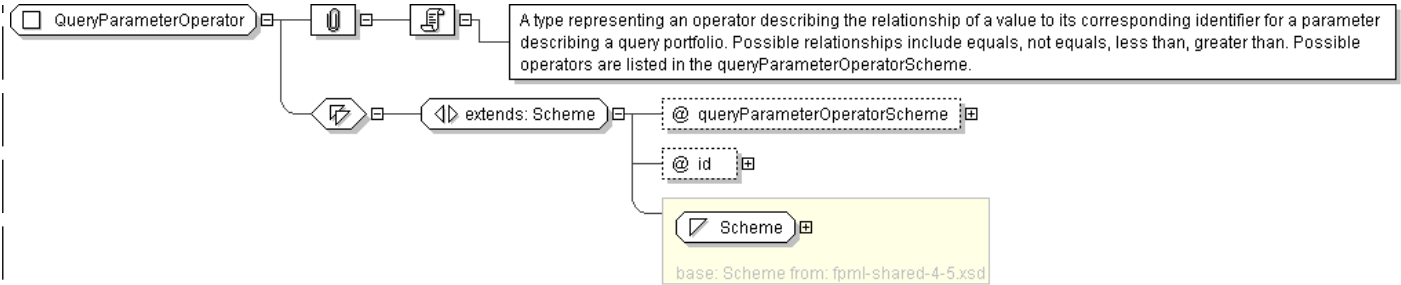 QueryParameterOperator
A type representing an operator describing the relationship of a value to its corresponding identifier for a parameter
describing a query portfolio. Possible relationships include equals, not equals, less than, greater than. Possible
operators are listed in the queryParameterOperatorScheme.
extends: Scheme
@ queryParameterOperatorScheme
@ id
Scheme
base: Scheme from: fpml-shared-4-5.xsd